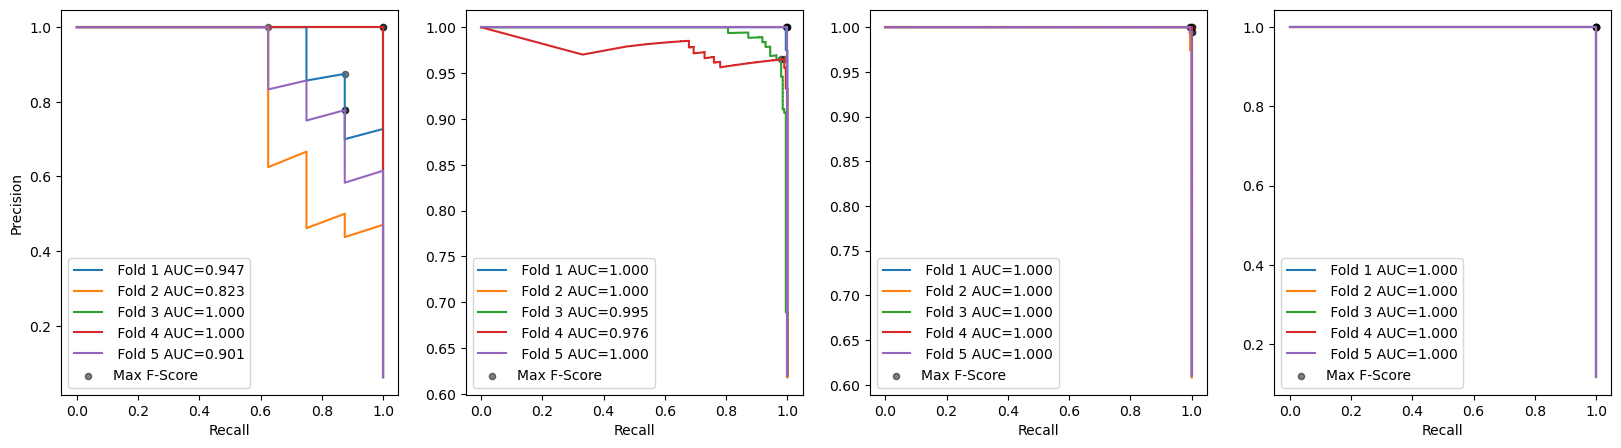 1.0
0.8
0.6
0.4
0.2
Precision
Fold 1 AUC=0.947
Fold 2 AUC=0.823
Fold 3 AUC=1.000
Fold 4 AUC=1.000
Fold 5 AUC=0.901
Max F-Score
0.0 0.2 0.4 0.6 0.8 1.0
Recall
1.00
0.95
0.90
0.85
0.80
0.75
0.70
0.65
0.60
Fold 1 AUC=1.000
Fold 2 AUC=1.000
Fold 3 AUC=0.995
Fold 4 AUC=0.976
Fold 5 AUC=1.000
Max F-Score
0.0 0.2 0.4 0.6 0.8 1.0
Recall
1.00
0.95
0.90
0.85
0.80
0.75
0.70
0.65
0.60
Fold 1 AUC=1.000
Fold 2 AUC=1.000
Fold 3 AUC=1.000
Fold 4 AUC=1.000
Fold 5 AUC=1.000
Max F-Score
0.0 0.2 0.4 0.6 0.8 1.0
Recall
1.0
0.8
0.6
0.4
0.2
Fold 1 AUC=1.000
Fold 2 AUC=1.000
Fold 3 AUC=1.000
Fold 4 AUC=1.000
Fold 5 AUC=1.000
Max F-Score
0.0 0.2 0.4 0.6 0.8 1.0
Recall